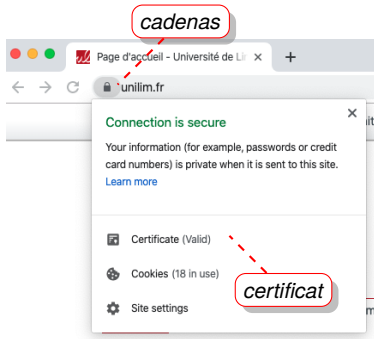 cadenas
Page d'accueil - Université de Li
unilim.fr
Connection is secure
Your information (for example, passwords or credit
card numbers) is private when it is sent to this site.
Learn more
Certificate (Valid)
Cookies (18 in use)
certificat
Site settings